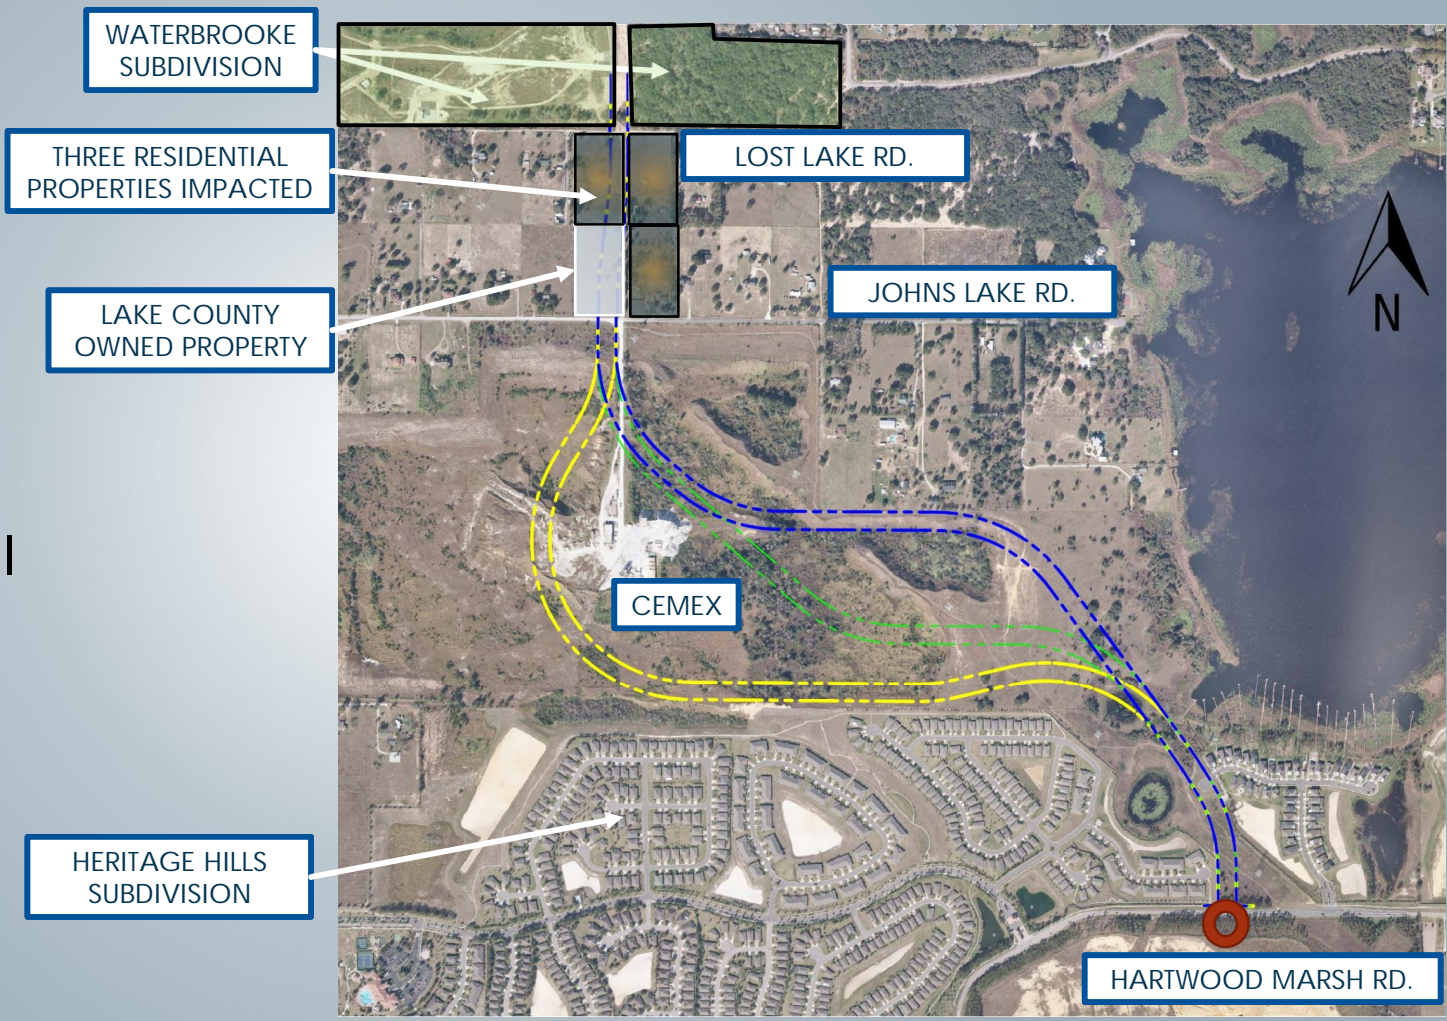 WATERBROOKE
SUBDIVISION
THREE RESIDENTIAL
PROPERTIES IMPACTED
LOST LAKE RD.
LAKE COUNTY
OWNED PROPERTY
JOHNS LAKE RD.
N
CEMEX
HERITAGE HILLS
SUBDIVISION
HARTWOOD MARSH RD.